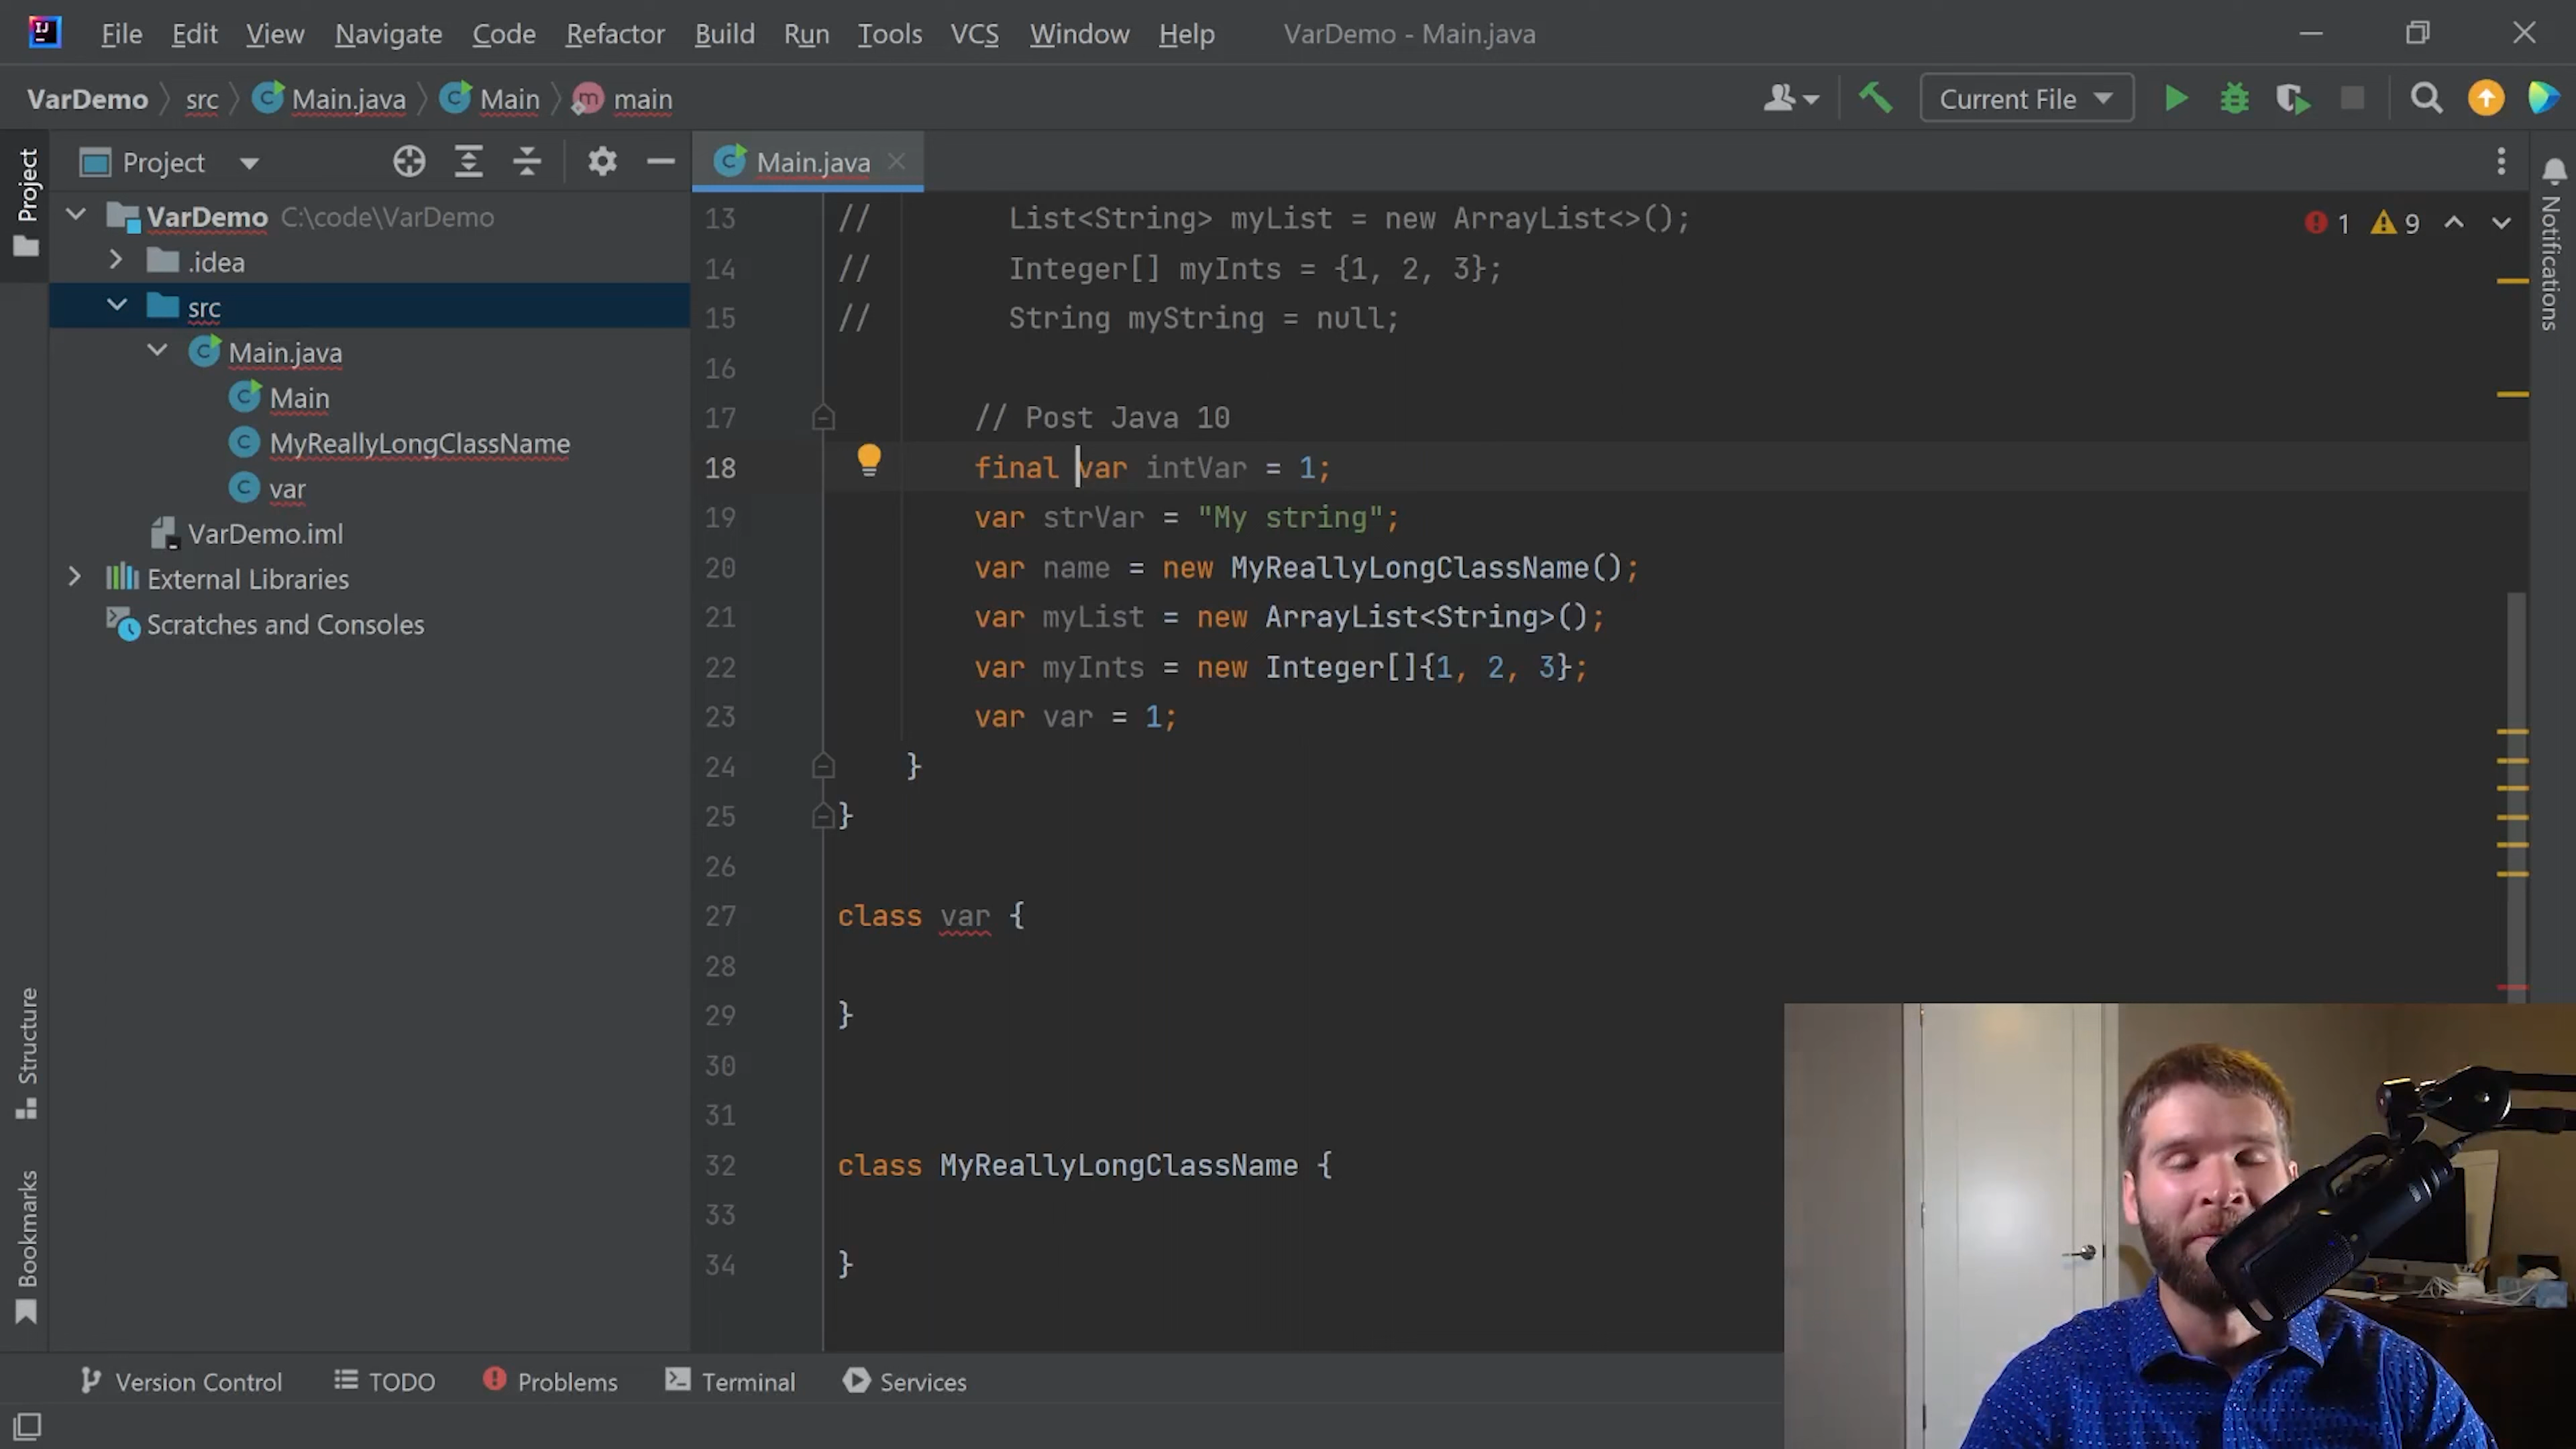 File Edit View Navigate Code Refactor Build Run Tools VCS Window Help VarDemo - Main.java
VarDemo src Main.java Main main Current File
Project
Project
VarDemo C:\code\VarDemo
.idea
src
Main.java
Main
MyReallyLongClassName
var
VarDemo.iml
External Libraries
Scratches and Consoles
Structure
Bookmarks
Main.java
1 9
13 // List<String> myList = new ArrayList<>();
14 // Integer[] myInts = {1, 2, 3};
15 // String myString = null;
16
17 // Post Java 10
18 final var intVar = 1;
19 var strVar = "My string";
20 var name = new MyReallyLongClassName();
21 var myList = new ArrayList<String>();
22 var myInts = new Integer[]{1, 2, 3};
23 var var = 1;
24 }
25 }
26
27 class var {
28
29 }
30
31
32 class MyReallyLongClassName {
33
34 }
Notifications
Version Control TODO Problems Terminal Services